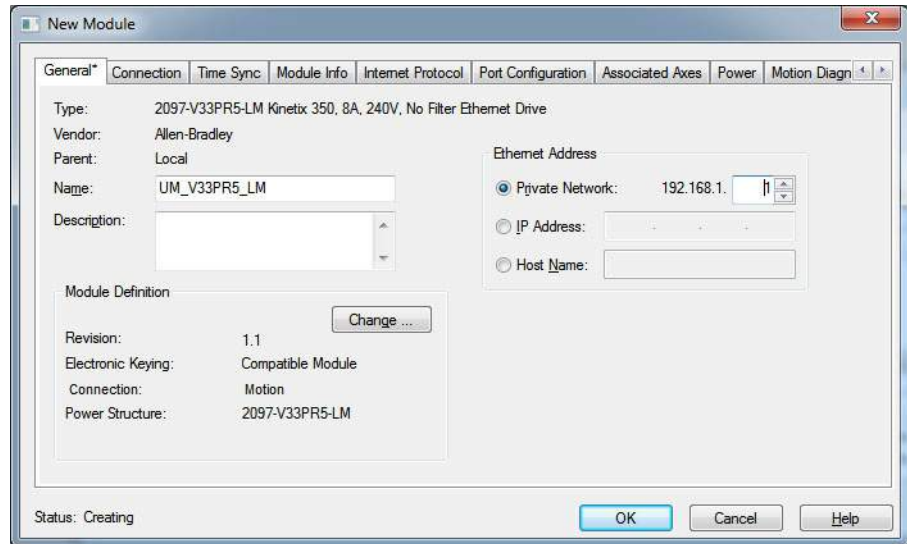 New Module
General* Connection Time Sync Module Info Internet Protocol Port Configuration Associated Axes Power Motion Diagn
Type: 2097-V33PR5-LM Kinetix 350, 8A, 240V, No Filter Ethernet Drive
Vendor: Allen-Bradley
Parent: Local
Name: UM_V33PR5_LM
Description:
Ethernet Address
Private Network: 192.168.1. 1
IP Address: . . .
Host Name:
Module Definition
Change ...
Revision: 1.1
Electronic Keying: Compatible Module
Connection: Motion
Power Structure: 2097-V33PR5-LM
Status: Creating
OK Cancel Help